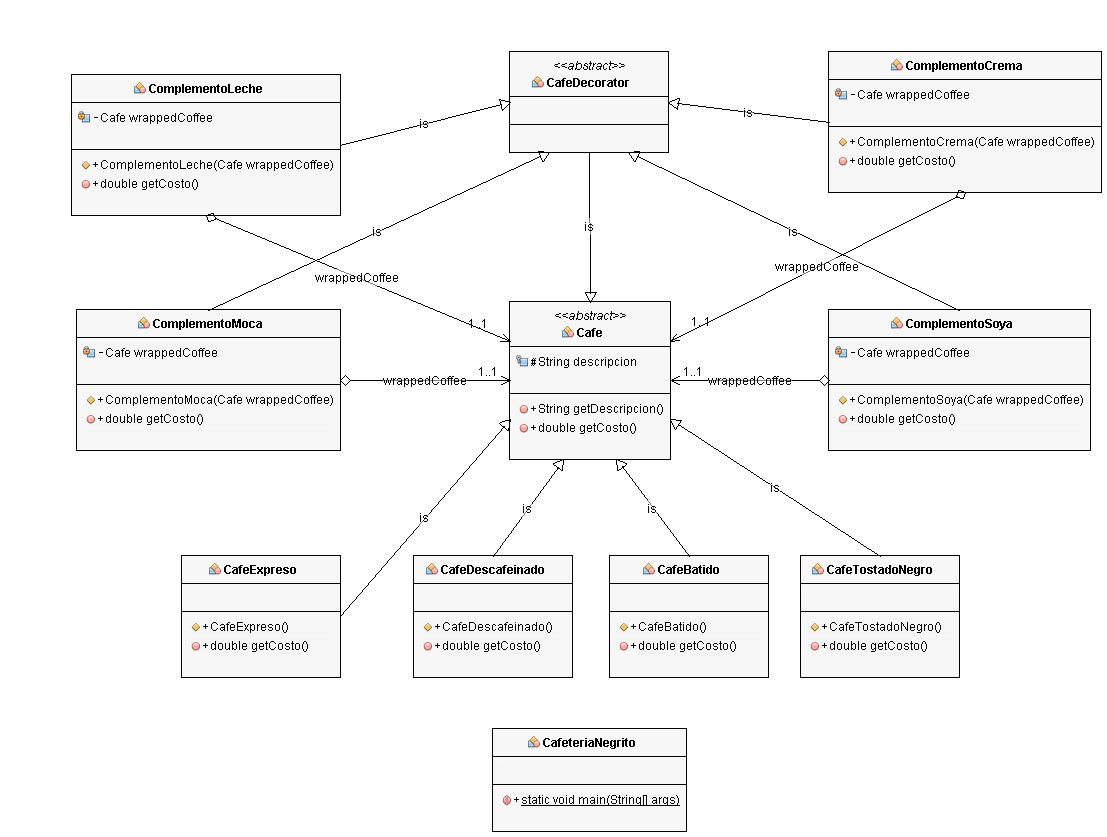 <<abstract>>
CafeDecorator
ComplementoCrema
- Cafe wrappedCoffee
+ ComplementoCrema(Cafe wrappedCoffee)
+ double getCosto()
ComplementoLeche
- Cafe wrappedCoffee
+ ComplementoLeche(Cafe wrappedCoffee)
+ double getCosto()
is
is
is
is
is
wrappedCoffee
wrappedCoffee
1..1
1..1
ComplementoMoca
- Cafe wrappedCoffee
+ ComplementoMoca(Cafe wrappedCoffee)
+ double getCosto()
wrappedCoffee
1..1
<<abstract>>
Cafe
# String descripcion
+ String getDescripcion()
+ double getCosto()
1..1
wrappedCoffee
ComplementoSoya
- Cafe wrappedCoffee
+ ComplementoSoya(Cafe wrappedCoffee)
+ double getCosto()
is
is
is
is
CafeExpreso
+ CafeExpreso()
+ double getCosto()
CafeDescafeinado
+ CafeDescafeinado()
+ double getCosto()
CafeBatido
+ CafeBatido()
+ double getCosto()
CafeTostadoNegro
+ CafeTostadoNegro()
+ double getCosto()
CafeteriaNegrito
+ static void main(String[] args)